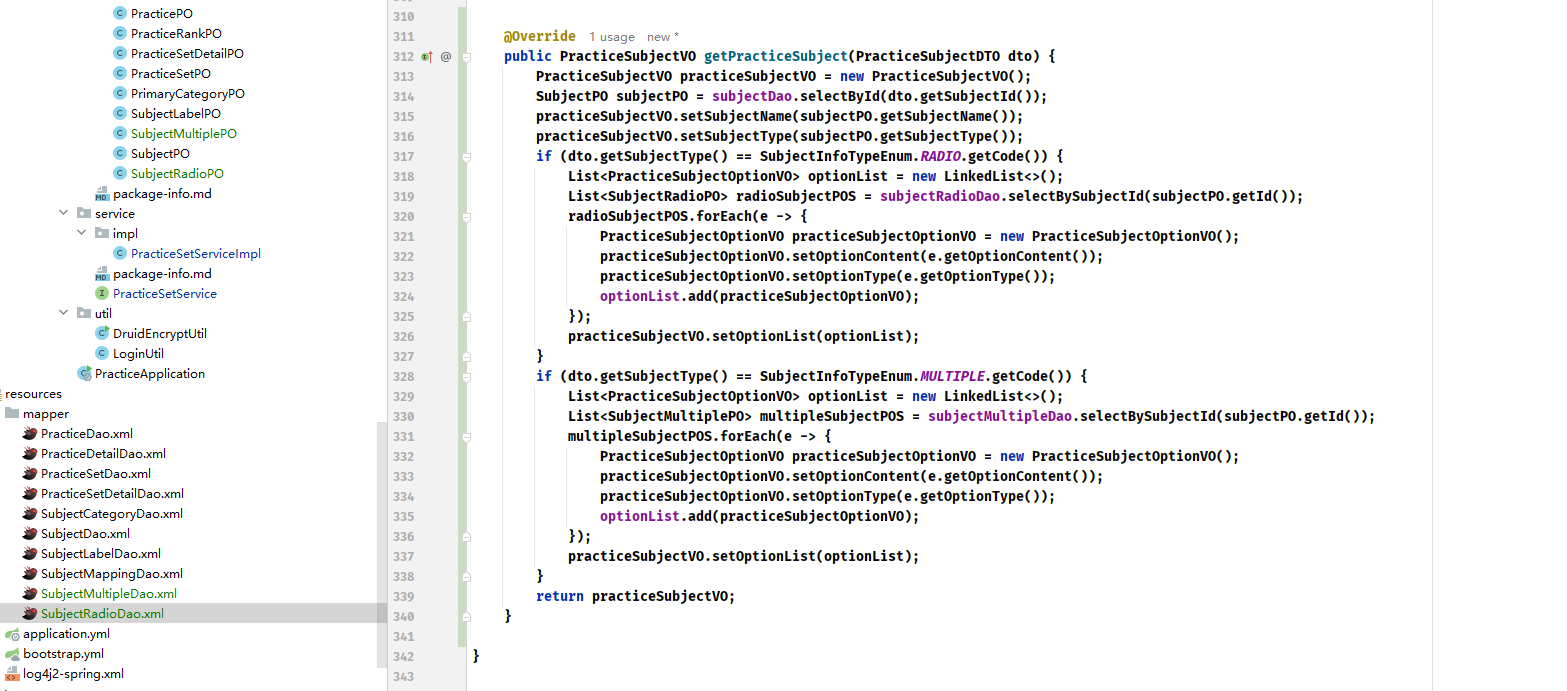 PracticePO
PracticeRankPO
PracticeSetDetailPO
PracticeSetPO
PrimaryCategoryPO
SubjectLabelPO
SubjectMultiplePO
SubjectPO
SubjectRadioPO
package-info.md
service
impl
PracticeSetServiceImpl
package-info.md
PracticeSetService
util
DruidEncryptUtil
LoginUtil
PracticeApplication
resources
mapper
PracticeDao.xml
PracticeDetailDao.xml
PracticeSetDao.xml
PracticeSetDetailDao.xml
SubjectCategoryDao.xml
SubjectDao.xml
SubjectLabelDao.xml
SubjectMappingDao.xml
SubjectMultipleDao.xml
SubjectRadioDao.xml
application.yml
bootstrap.yml
log4j2-spring.xml
310
311 @Override 1 usage new *
312 @ public PracticeSubjectVO getPracticeSubject(PracticeSubjectDTO dto) {
313 PracticeSubjectVO practiceSubjectVO = new PracticeSubjectVO();
314 SubjectPO subjectPO = subjectDao.selectById(dto.getSubjectId());
315 practiceSubjectVO.setSubjectName(subjectPO.getSubjectName());
316 practiceSubjectVO.setSubjectType(subjectPO.getSubjectType());
317 if (dto.getSubjectType() == SubjectInfoTypeEnum.RADIO.getCode()) {
318 List<PracticeSubjectOptionVO> optionList = new LinkedList<>();
319 List<SubjectRadioPO> radioSubjectPOS = subjectRadioDao.selectBySubjectId(subjectPO.getId());
320 radioSubjectPOS.forEach(e -> {
321 PracticeSubjectOptionVO practiceSubjectOptionVO = new PracticeSubjectOptionVO();
322 practiceSubjectOptionVO.setOptionContent(e.getOptionContent());
323 practiceSubjectOptionVO.setOptionType(e.getOptionType());
324 optionList.add(practiceSubjectOptionVO);
325 });
326 practiceSubjectVO.setOptionList(optionList);
327 }
328 if (dto.getSubjectType() == SubjectInfoTypeEnum.MULTIPLE.getCode()) {
329 List<PracticeSubjectOptionVO> optionList = new LinkedList<>();
330 List<SubjectMultiplePO> multipleSubjectPOS = subjectMultipleDao.selectBySubjectId(subjectPO.getId());
331 multipleSubjectPOS.forEach(e -> {
332 PracticeSubjectOptionVO practiceSubjectOptionVO = new PracticeSubjectOptionVO();
333 practiceSubjectOptionVO.setOptionContent(e.getOptionContent());
334 practiceSubjectOptionVO.setOptionType(e.getOptionType());
335 optionList.add(practiceSubjectOptionVO);
336 });
337 practiceSubjectVO.setOptionList(optionList);
338 }
339 return practiceSubjectVO;
340 }
341
342 }
343